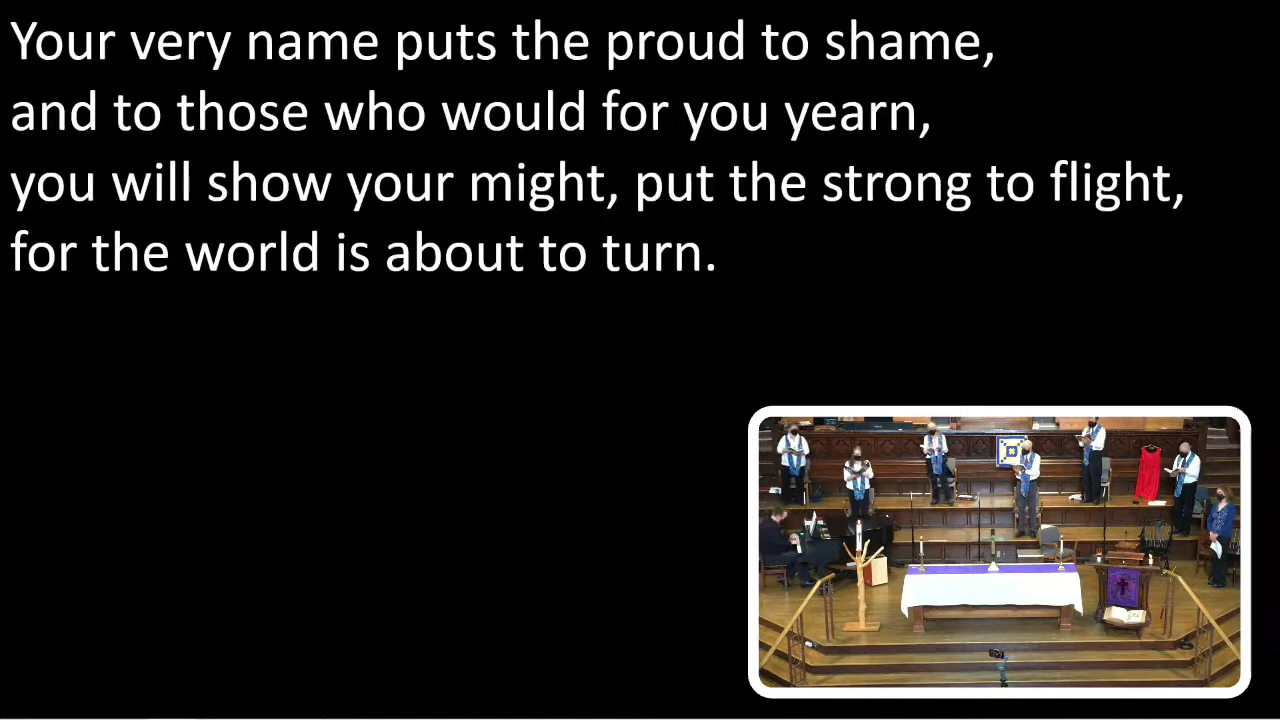 Your very name puts the proud to shame,
and to those who would for you yearn,
you will show your might, put the strong to flight,
for the world is about to turn.